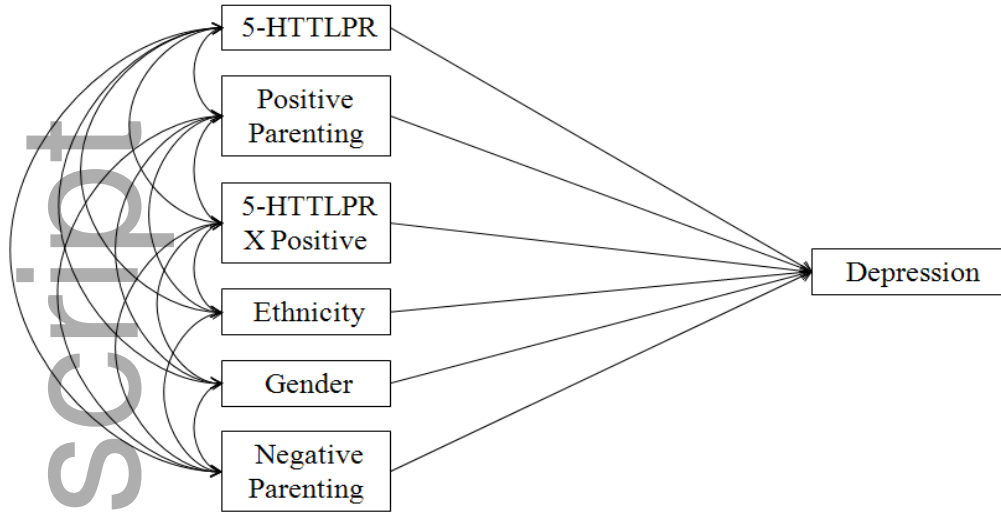 5-HTTLPR
Positive
Parenting
5-HTTLPR
X Positive
Ethnicity
Gender
Negative
Parenting
Depression
script